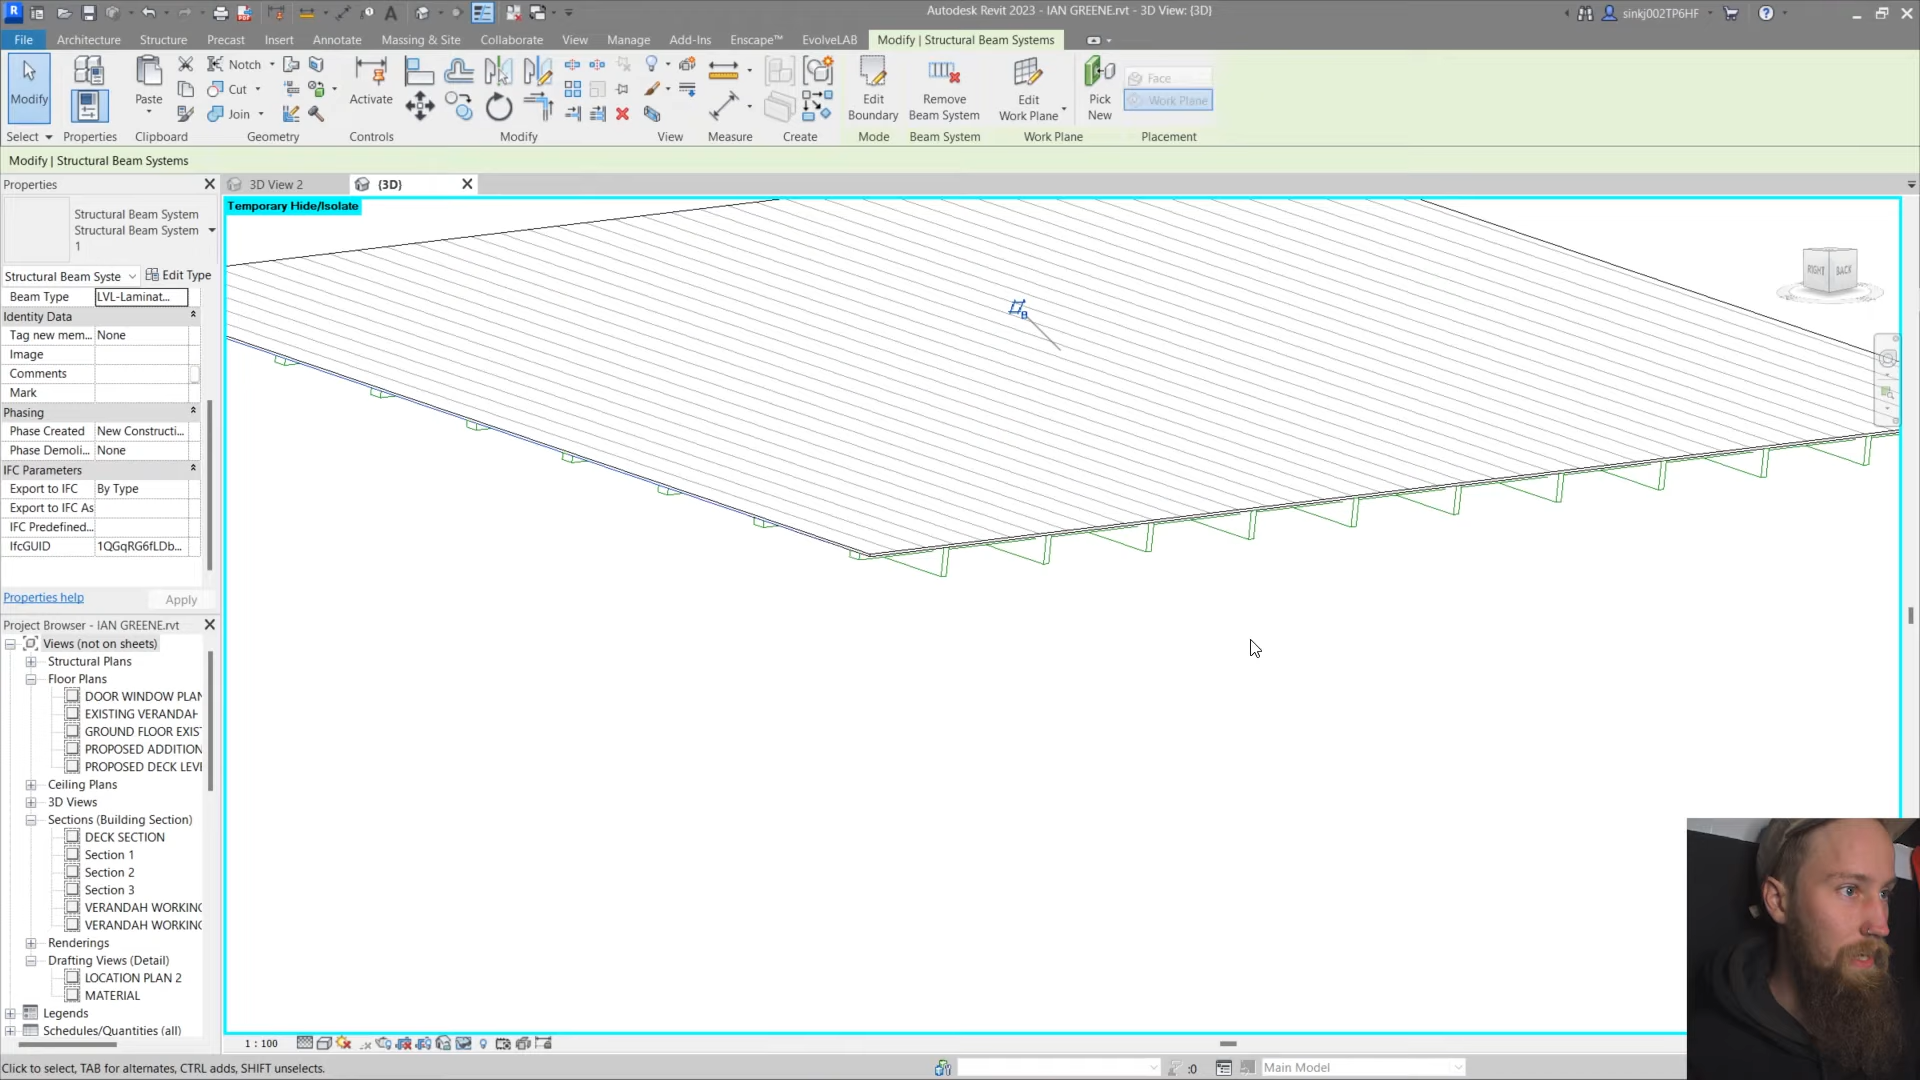 Autodesk Revit 2023 - IAN GREENE.rvt - 3D View: {3D}
sinkj002TP6HF
File Architecture Structure Precast Insert Annotate Massing & Site Collaborate View Manage Add-Ins Enscape™ EvolveLAB Modify | Structural Beam Systems
Modify
Paste
Notch
Cut
Join
Activate
Edit Boundary
Remove Beam System
Edit Work Plane
Pick New
Face
Work Plane
Select Properties Clipboard Geometry Controls Modify View Measure Create Mode Beam System Work Plane Placement
Modify | Structural Beam Systems
Properties
3D View 2
{3D}
Temporary Hide/Isolate
Structural Beam System
Structural Beam System
1
Structural Beam Syste
Edit Type
Beam Type LVL-Laminat...
Identity Data
Tag new mem... None
Image
Comments
Mark
Phasing
Phase Created New Constructi...
Phase Demoli... None
IFC Parameters
Export to IFC By Type
Export to IFC As
IFC Predefined...
IfcGUID 1QGqRG6fLDb...
Properties help
Apply
RIGHT BACK
B
Project Browser - IAN GREENE.rvt
Views (not on sheets)
Structural Plans
Floor Plans
DOOR WINDOW PLAN
EXISTING VERANDAH
GROUND FLOOR EXIS
PROPOSED ADDITION
PROPOSED DECK LEVE
Ceiling Plans
3D Views
Sections (Building Section)
DECK SECTION
Section 1
Section 2
Section 3
VERANDAH WORKING
VERANDAH WORKING
Renderings
Drafting Views (Detail)
LOCATION PLAN 2
MATERIAL
Legends
Schedules/Quantities (all)
1 : 100
Click to select, TAB for alternates, CTRL adds, SHIFT unselects.
:0
Main Model